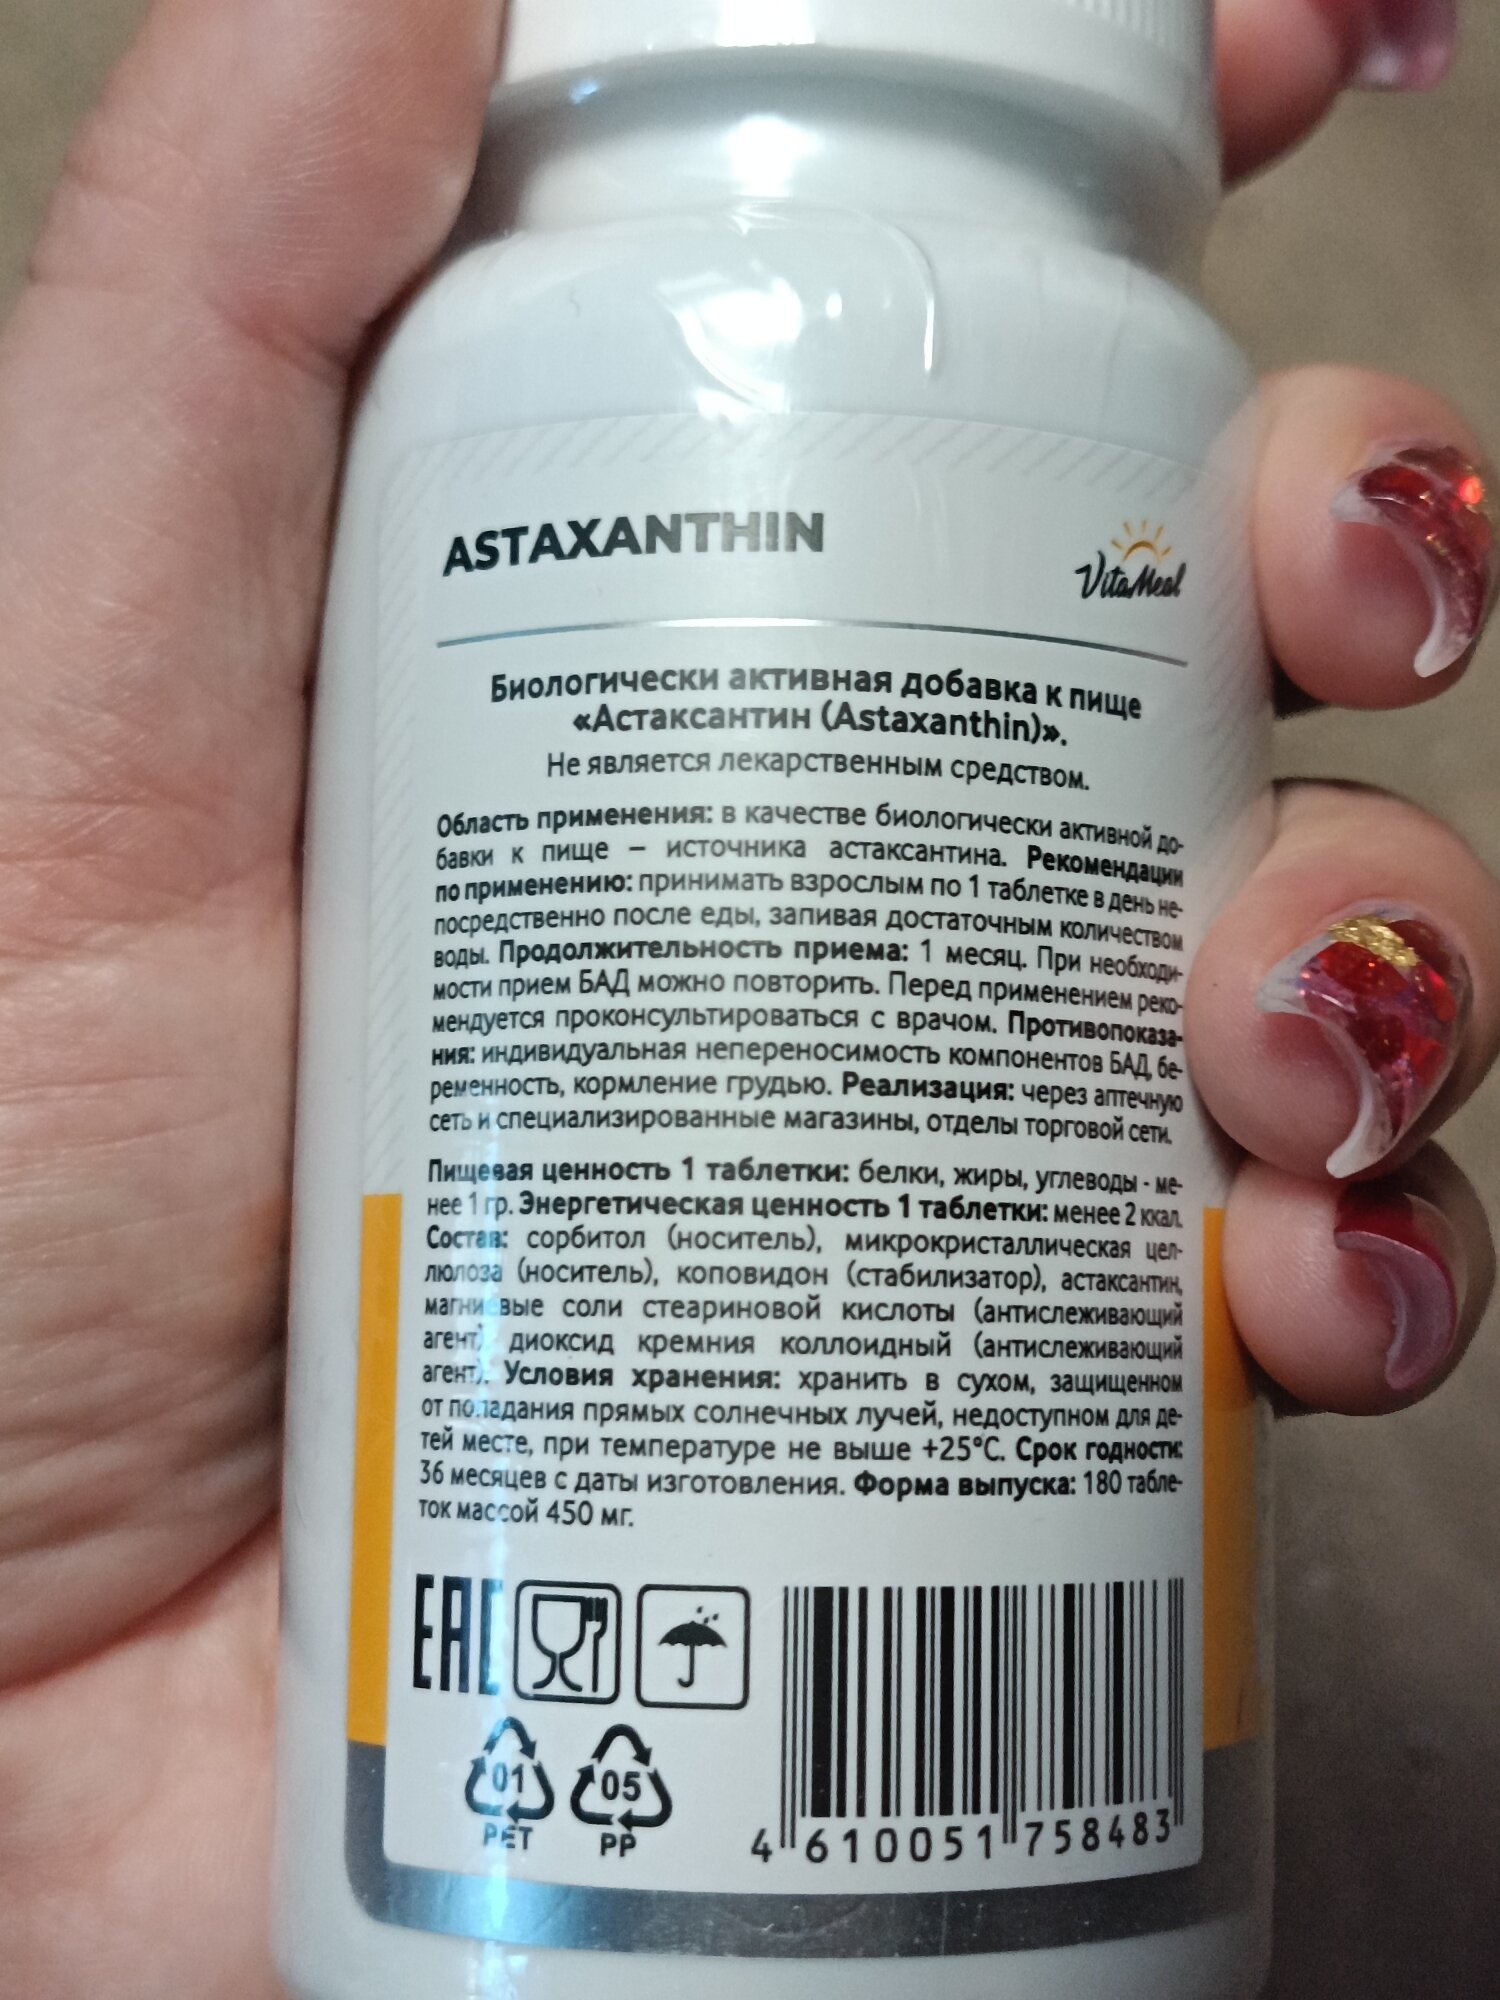 ASTAXANTHIN
VitaMeal
Биологически активная добавка к пище
«Астаксантин (Astaxanthin)».
Не является лекарственным средством.
Область применения: в качестве биологически активной до-
бавки к пище – источника астаксантина. Рекомендации
по применению: принимать взрослым по 1 таблетке в день не-
посредственно после еды, запивая достаточным количеством
воды. Продолжительность приема: 1 месяц. При необходи-
мости прием БАД можно повторить. Перед применением реко-
мендуется проконсультироваться с врачом. Противопоказа-
ния: индивидуальная непереносимость компонентов БАД, бе-
ременность, кормление грудью. Реализация: через аптечную
сеть и специализированные магазины, отделы торговой сети.
Пищевая ценность 1 таблетки: белки, жиры, углеводы - ме-
нее 1 гр. Энергетическая ценность 1 таблетки: менее 2 ккал.
Состав: сорбитол (носитель), микрокристаллическая цел-
люлоза (носитель), коповидон (стабилизатор), астаксантин,
магниевые соли стеариновой кислоты (антислеживающий
агент), диоксид кремния коллоидный (антислеживающий
агент). Условия хранения: хранить в сухом, защищенном
от попадания прямых солнечных лучей, недоступном для де-
тей месте, при температуре не выше +25°C. Срок годности:
36 месяцев с даты изготовления. Форма выпуска: 180 табле-
ток массой 450 мг.
EAC
01 05
PET PP
4 610051 758483